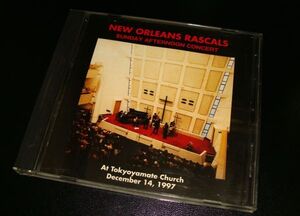 NEW ORLEANS RASCALS
SUNDAY AFTERNOON CONCERT
At Tokyoyamate Church
December 14, 1997